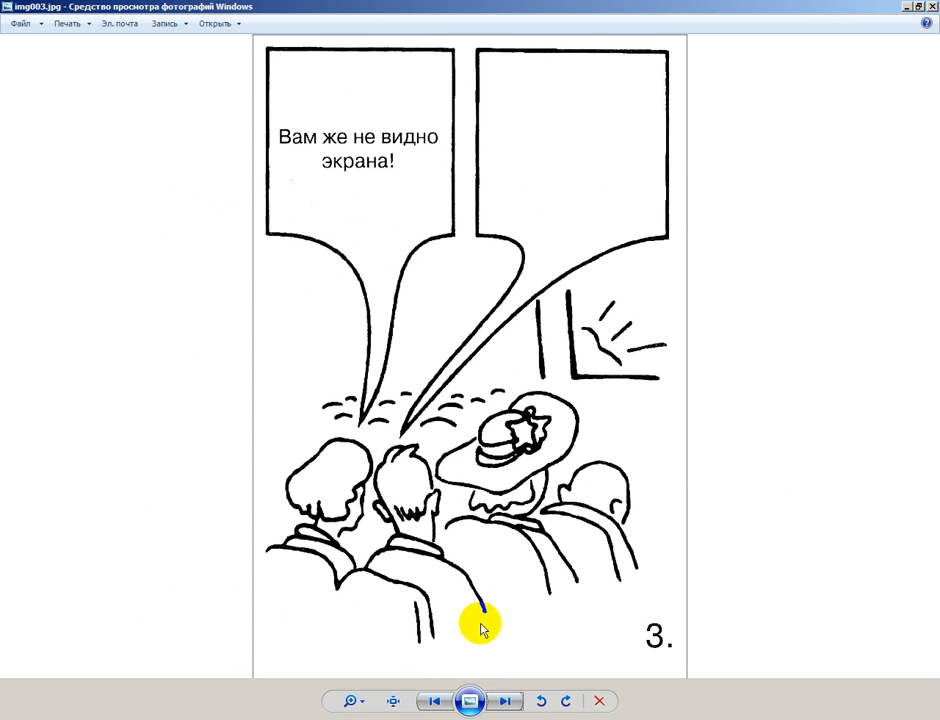 img003.jpg - Средство просмотра фотографий Windows
Файл Печать Эл. почта Запись Открыть
Вам же не видно
экрана!
3.